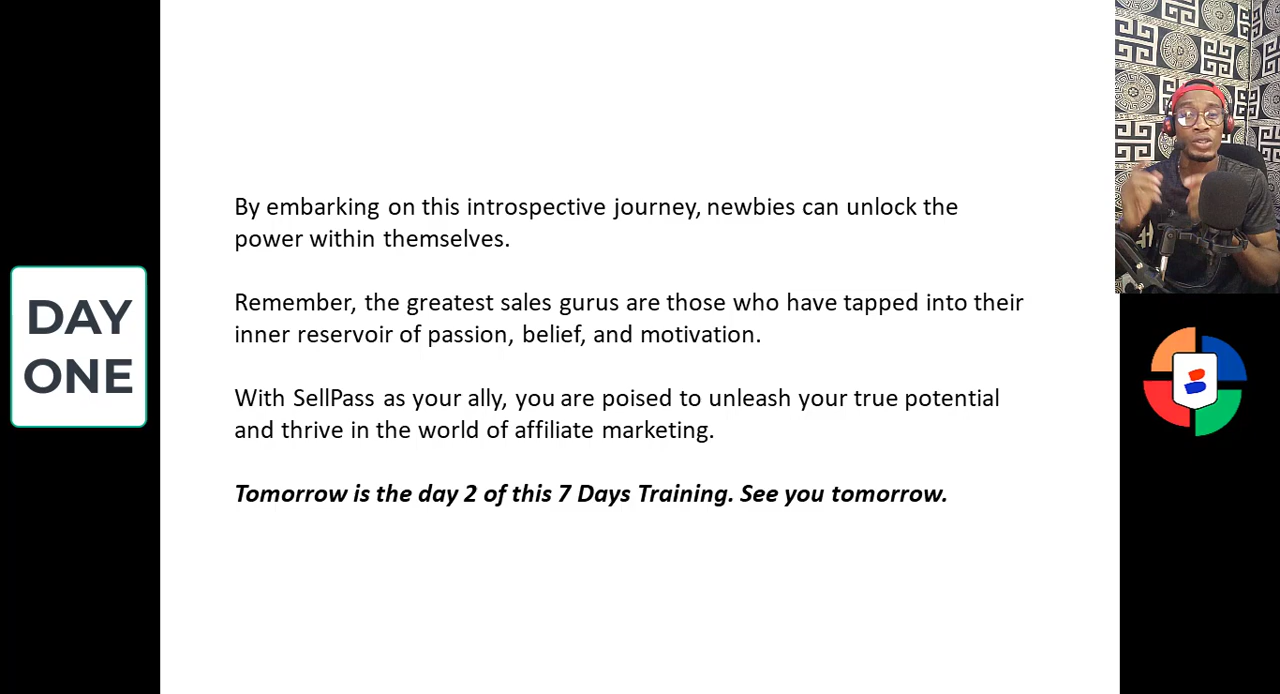 DAY
ONE
By embarking on this introspective journey, newbies can unlock the
power within themselves.
Remember, the greatest sales gurus are those who have tapped into their
inner reservoir of passion, belief, and motivation.
With SellPass as your ally, you are poised to unleash your true potential
and thrive in the world of affiliate marketing.
Tomorrow is the day 2 of this 7 Days Training. See you tomorrow.